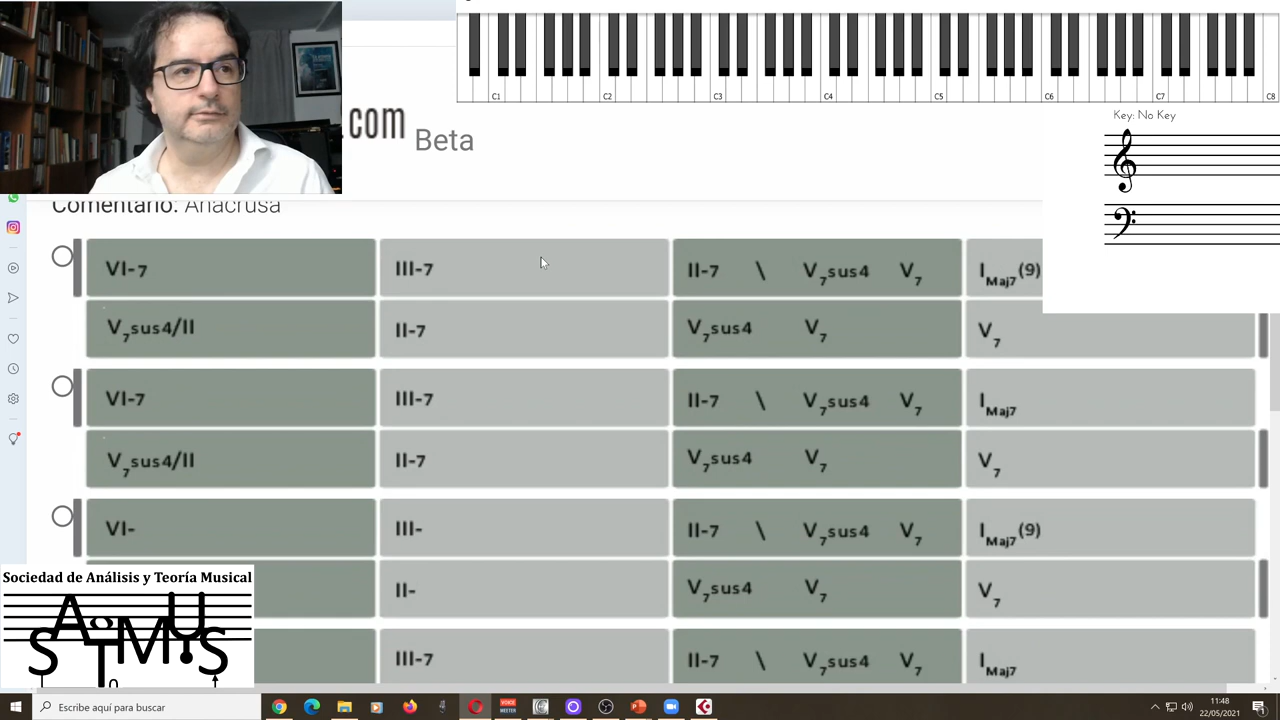 C1 C2 C3 C4 C5 C6 C7 C8
.com Beta
Key: No Key
Comentario: Anacrusa
VI-7 III-7 II-7 \ V7sus4 V7 IMaj7(9)
V7sus4/II II-7 V7sus4 V7 V7
VI-7 III-7 II-7 \ V7sus4 V7 IMaj7
V7sus4/II II-7 V7sus4 V7 V7
VI- III- II-7 \ V7sus4 V7 IMaj7(9)
II- V7sus4 V7 V7
III-7 II-7 \ V7sus4 V7 IMaj7
Sociedad de Análisis y Teoría Musical
SATMUS
Escribe aquí para buscar
VOICE MEETER
11:48
22/05/2021